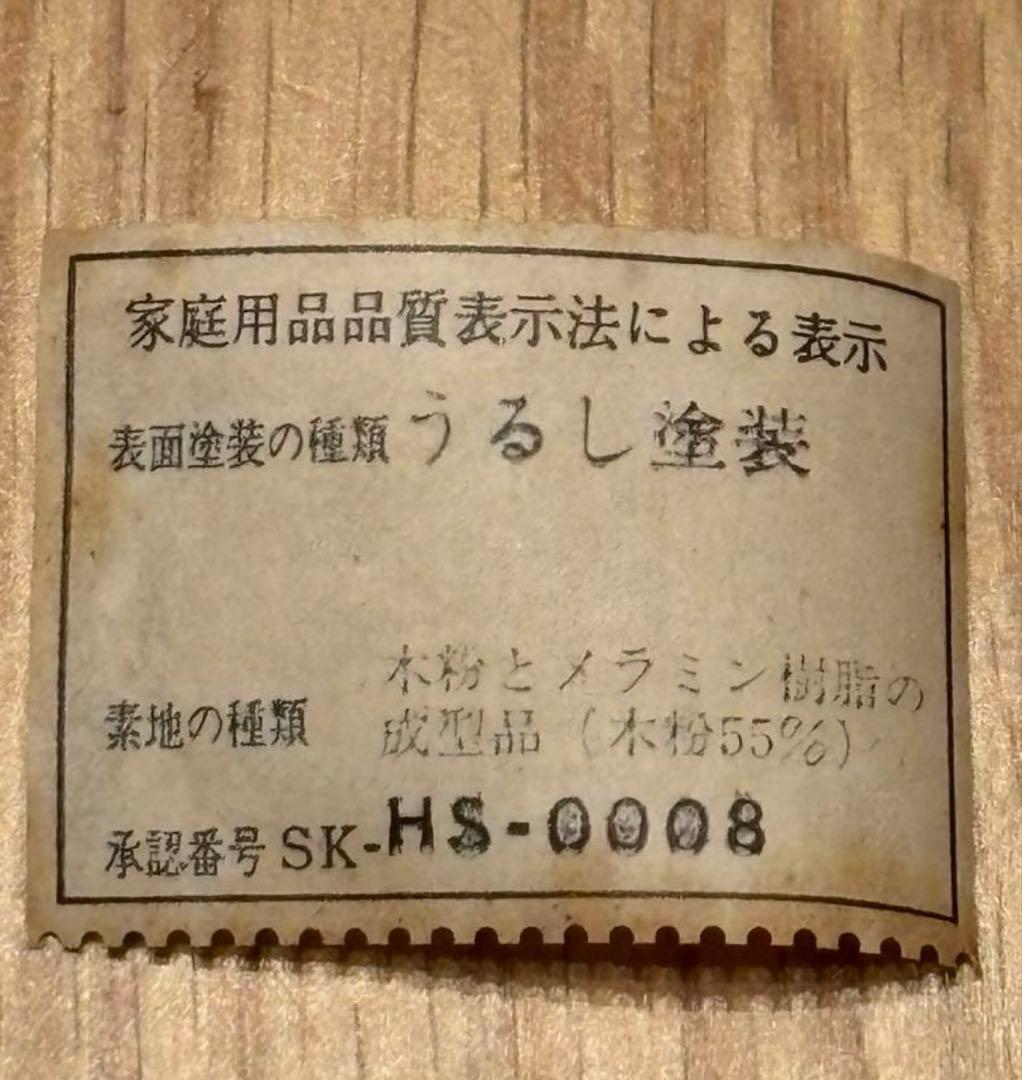 家庭用品品質表示法による表示
表面塗装の種類 うるし塗装
素地の種類 木粉とメラミン樹脂の
成型品（木粉55%）
承認番号 SK-HS-0008